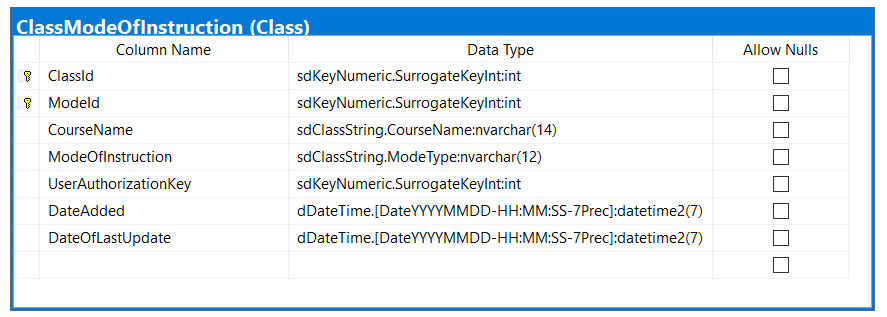 ClassModeOfInstruction (Class)
Column Name Data Type Allow Nulls
ClassId sdKeyNumeric.SurrogateKeyInt:int
ModeId sdKeyNumeric.SurrogateKeyInt:int
CourseName sdClassString.CourseName:nvarchar(14)
ModeOfInstruction sdClassString.ModeType:nvarchar(12)
UserAuthorizationKey sdKeyNumeric.SurrogateKeyInt:int
DateAdded dDateTime.[DateYYYYMMDD-HH:MM:SS-7Prec]:datetime2(7)
DateOfLastUpdate dDateTime.[DateYYYYMMDD-HH:MM:SS-7Prec]:datetime2(7)